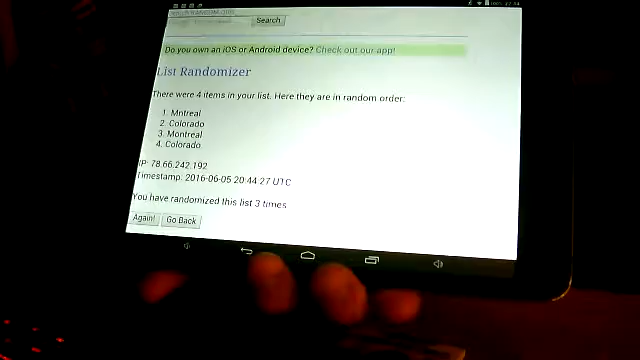 Search
Do you own an iOS or Android device? Check out our app!
List Randomizer
There were 4 items in your list. Here they are in random order:
1. Mntreal
2. Colorado
3. Montreal
4. Colorado
IP: 78.66.242.192
Timestamp: 2016-06-05 20:44:27 UTC
You have randomized this list 3 times
Again!
Go Back